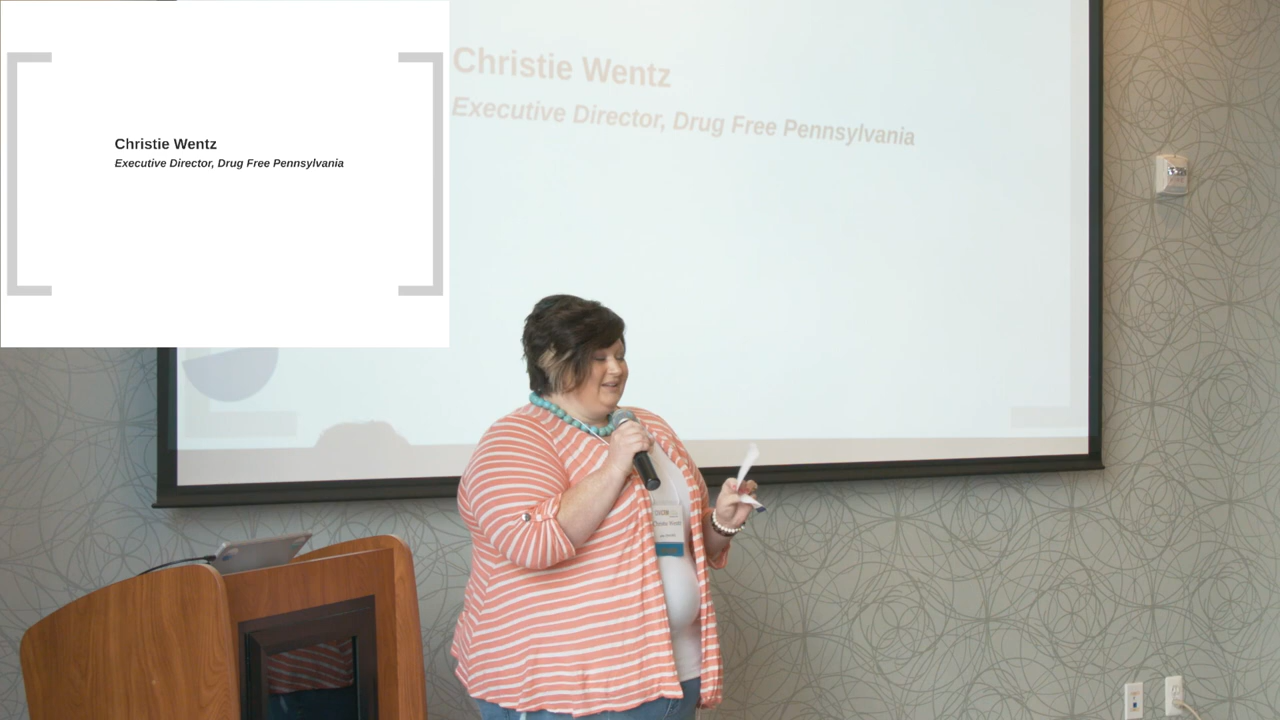 Christie Wentz
Executive Director, Drug Free Pennsylvania
Christie Wentz
Executive Director, Drug Free Pennsylvania